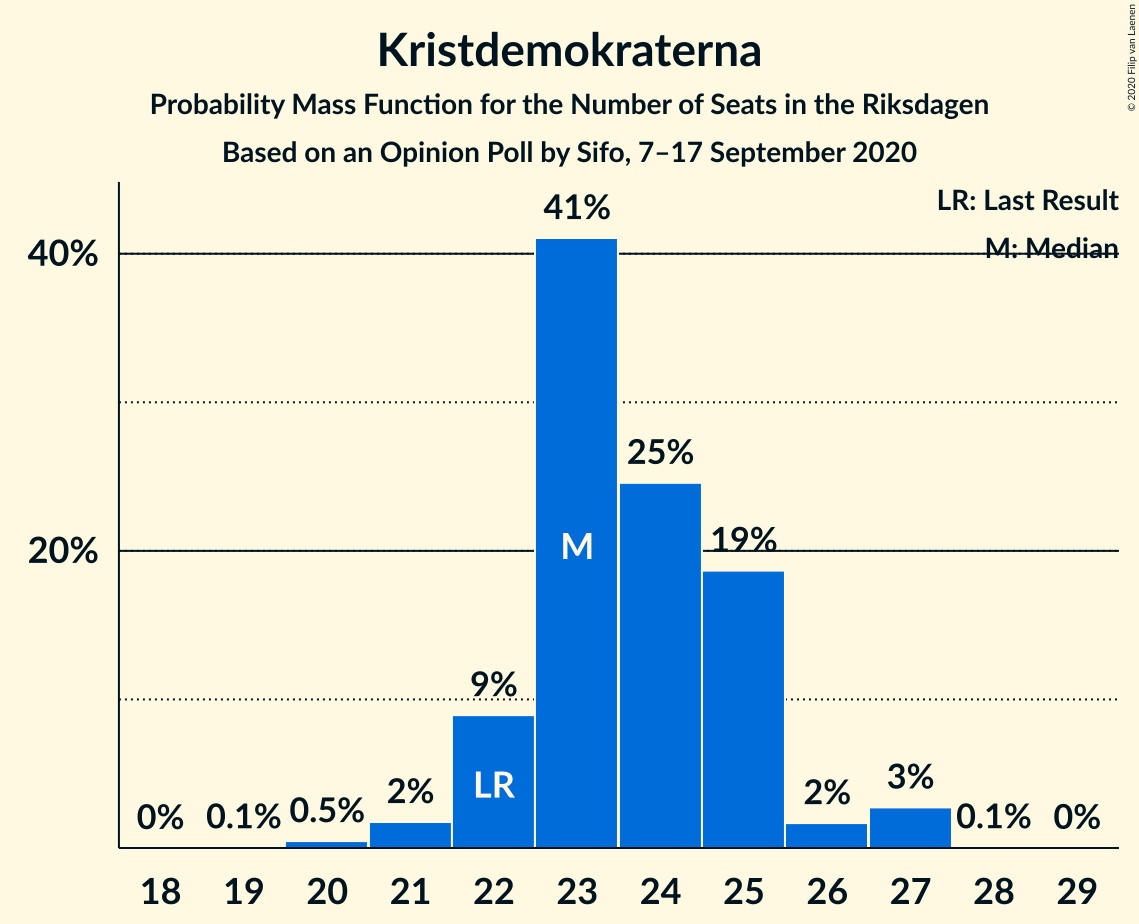 Kristdemokraterna
Probability Mass Function for the Number of Seats in the Riksdagen
Based on an Opinion Poll by Sifo, 7–17 September 2020
© 2020 Filip van Laenen
LR: Last Result
M: Median
40%
20%
0%
0.1%
0.5%
2%
9%
41%
25%
19%
2%
3%
0.1%
0%
LR
M
18 19 20 21 22 23 24 25 26 27 28 29